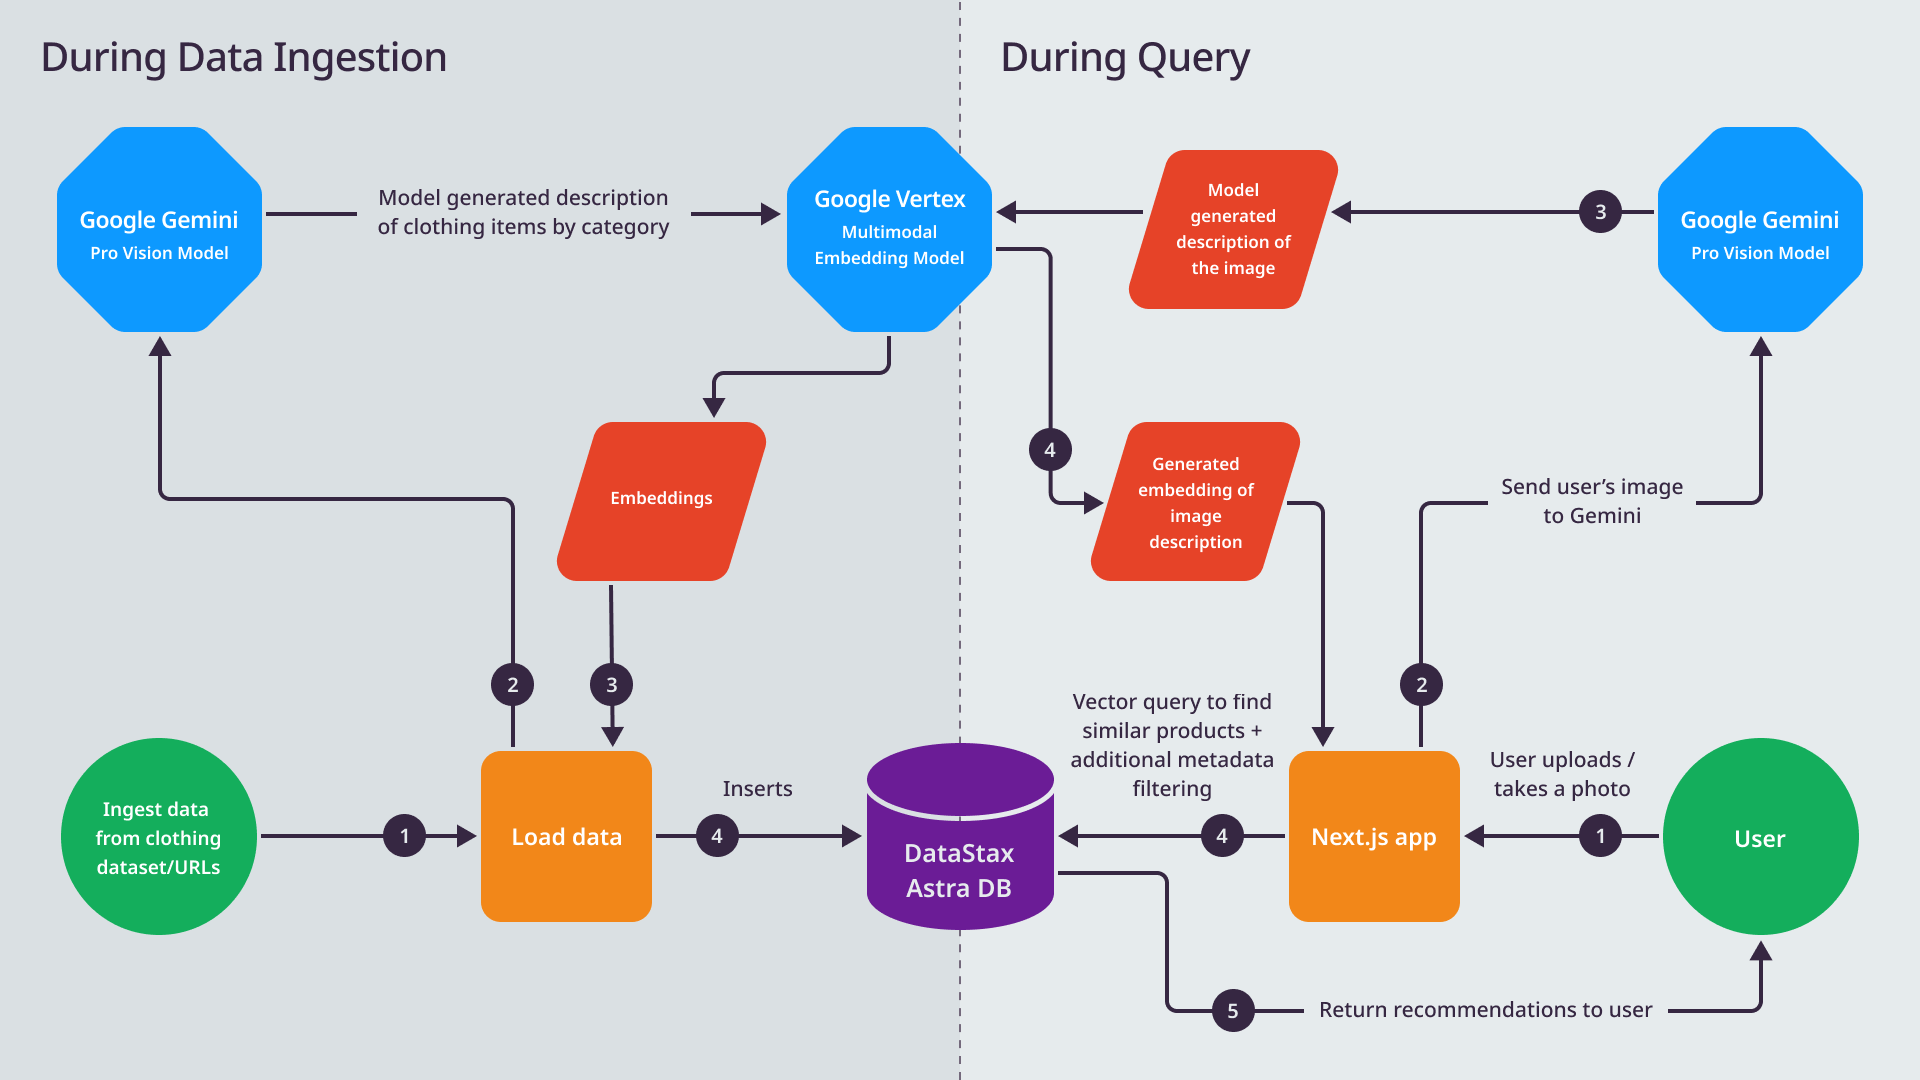 During Data Ingestion
During Query
Google Gemini
Pro Vision Model
Model generated description
of clothing items by category
Google Vertex
Multimodal
Embedding Model
Model
generated
description of
the image
3
Google Gemini
Pro Vision Model
Embeddings
4
Generated
embedding of
image
description
Send user’s image
to Gemini
2
3
2
Ingest data
from clothing
dataset/URLs
1
Load data
Inserts
4
DataStax
Astra DB
Vector query to find
similar products +
additional metadata
filtering
4
Next.js app
User uploads /
takes a photo
1
User
5
Return recommendations to user